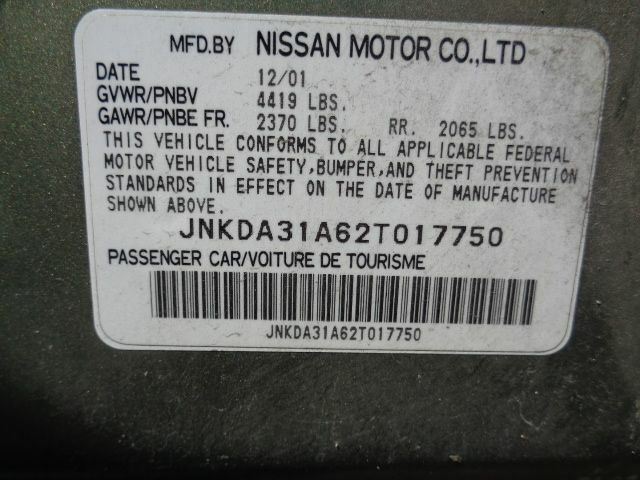 MFD.BY NISSAN MOTOR CO.,LTD
DATE 12/01
GVWR/PNBV 4419 LBS.
GAWR/PNBE FR. 2370 LBS. RR. 2065 LBS.
THIS VEHICLE CONFORMS TO ALL APPLICABLE FEDERAL
MOTOR VEHICLE SAFETY,BUMPER,AND THEFT PREVENTION
STANDARDS IN EFFECT ON THE DATE OF MANUFACTURE
SHOWN ABOVE.
JNKDA31A62T017750
PASSENGER CAR/VOITURE DE TOURISME
JNKDA31A62T017750